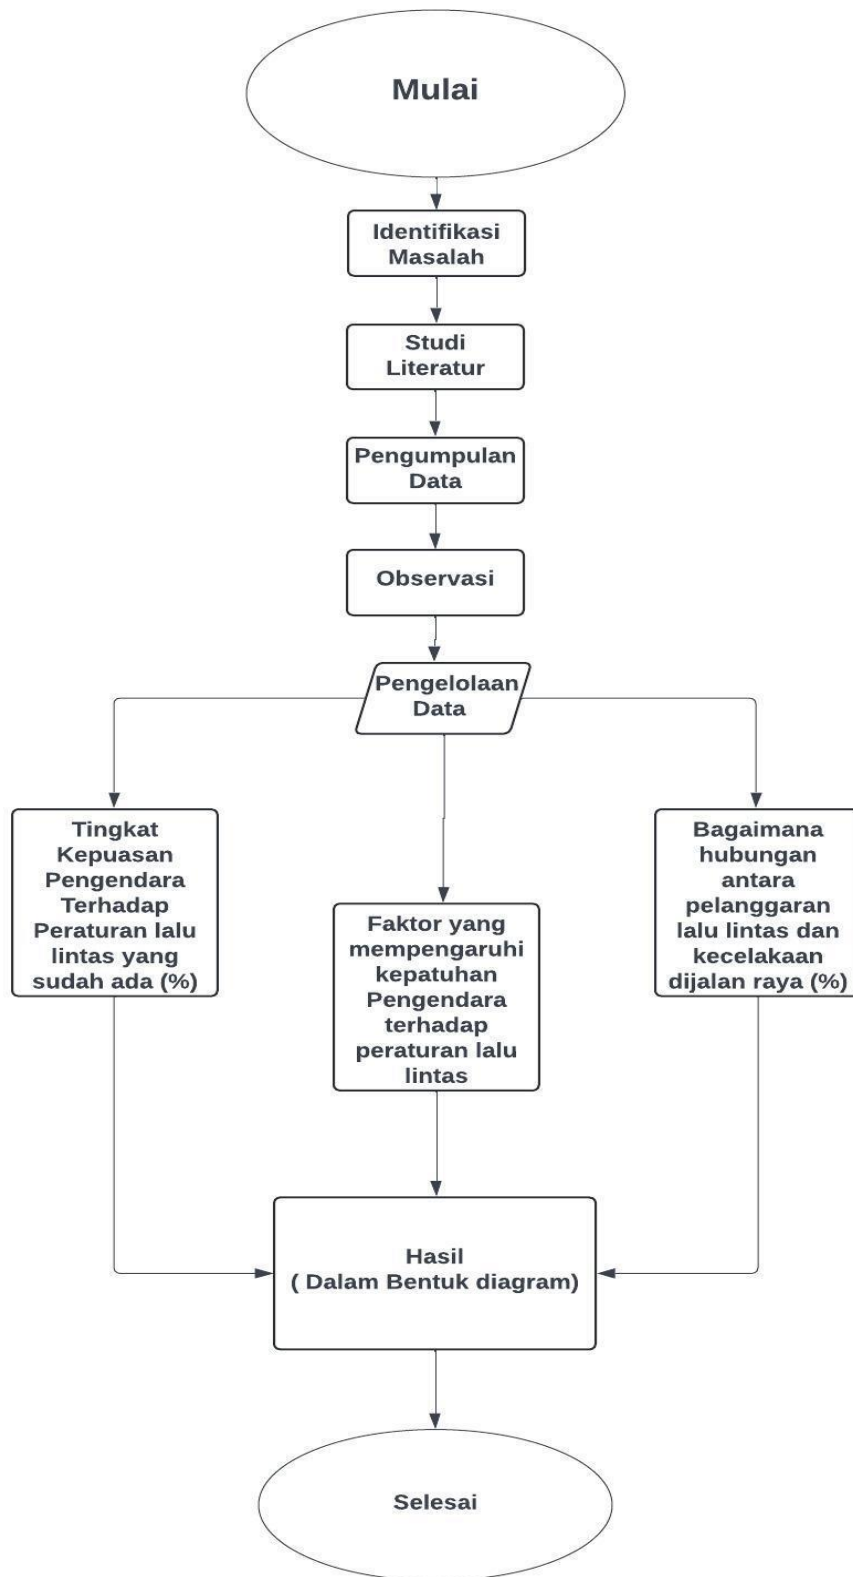 Mulai
Identifikasi
Masalah
Studi
Literatur
Pengumpulan
Data
Observasi
Pengelolaan
Data
Tingkat
Kepuasan
Pengendara
Terhadap
Peraturan lalu
lintas yang
sudah ada (%)
Faktor yang
mempengaruhi
kepatuhan
Pengendara
terhadap
peraturan lalu
lintas
Bagaimana
hubungan
antara
pelanggaran
lalu lintas dan
kecelakaan
dijalan raya (%)
Hasil
( Dalam Bentuk diagram)
Selesai